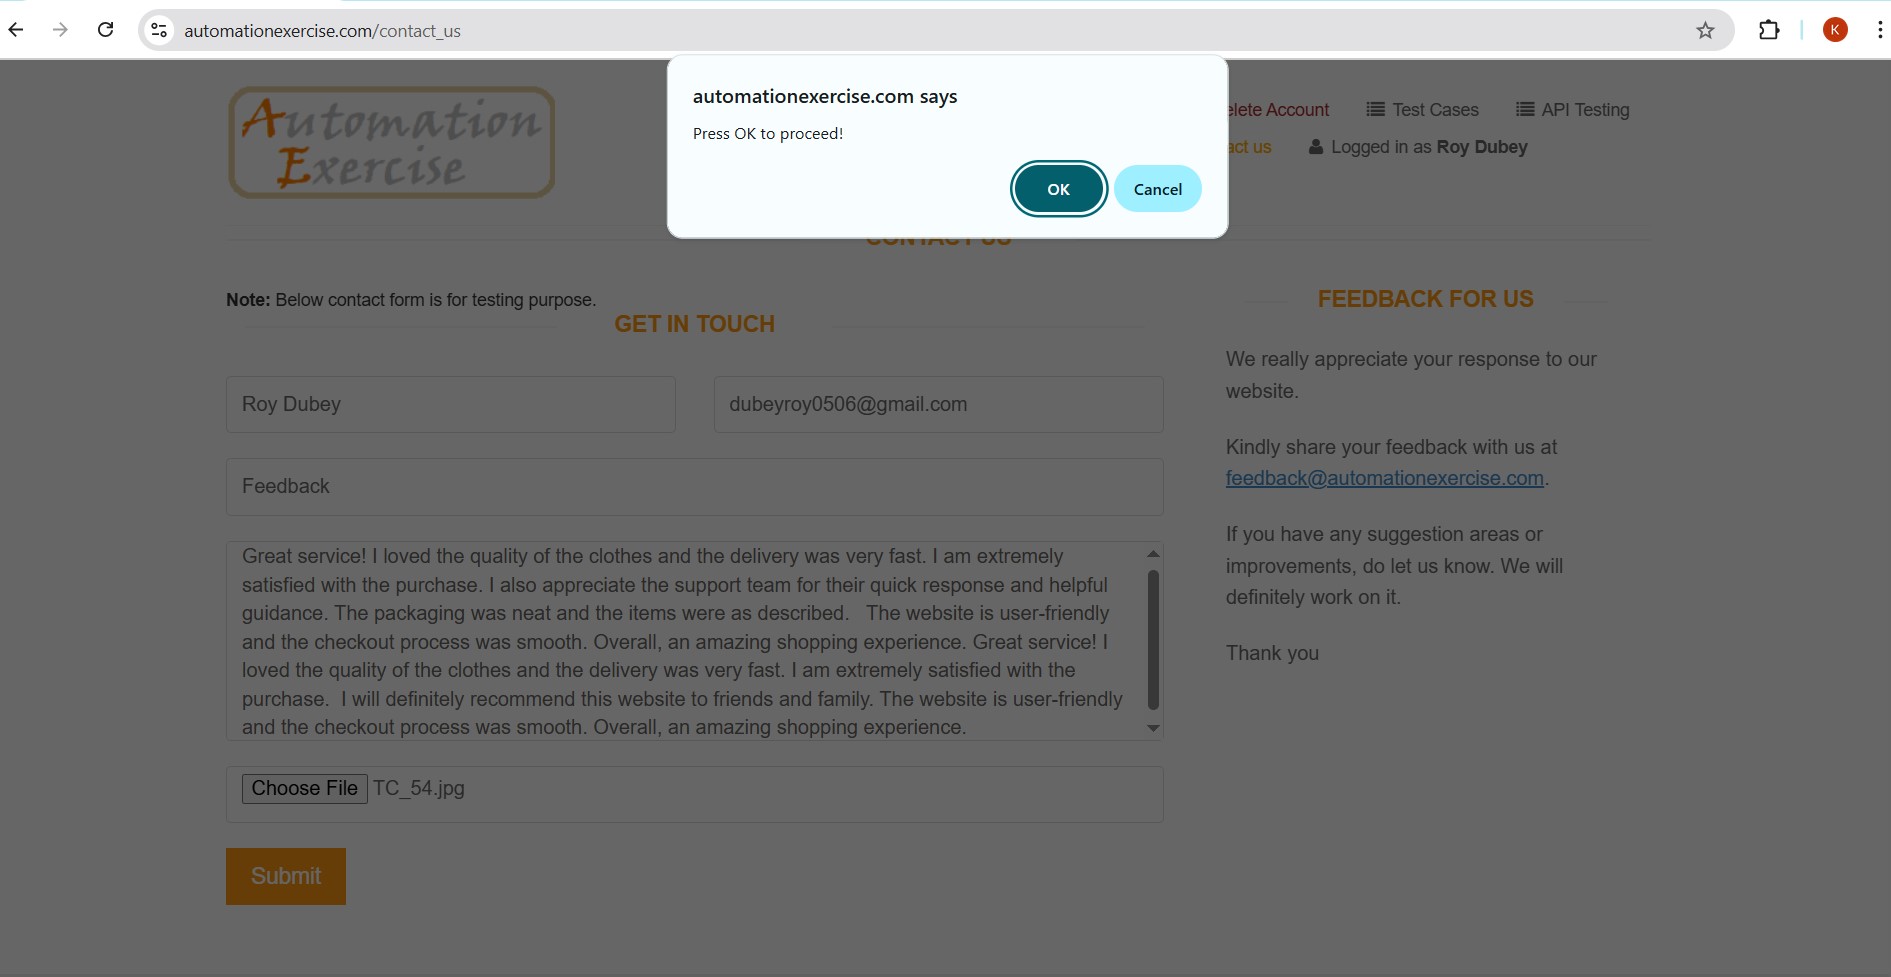 automationexercise.com/contact_us
K
automationexercise.com says
Press OK to proceed!
OK
Cancel
Automation
Exercise
elete Account
Test Cases
API Testing
act us
Logged in as Roy Dubey
CONTACT US
Note: Below contact form is for testing purpose.
GET IN TOUCH
Roy Dubey
dubeyroy0506@gmail.com
Feedback
Great service! I loved the quality of the clothes and the delivery was very fast. I am extremely
satisfied with the purchase. I also appreciate the support team for their quick response and helpful
guidance. The packaging was neat and the items were as described.   The website is user-friendly
and the checkout process was smooth. Overall, an amazing shopping experience. Great service! I
loved the quality of the clothes and the delivery was very fast. I am extremely satisfied with the
purchase.  I will definitely recommend this website to friends and family. The website is user-friendly
and the checkout process was smooth. Overall, an amazing shopping experience.
Choose File TC_54.jpg
Submit
FEEDBACK FOR US
We really appreciate your response to our
website.
Kindly share your feedback with us at
feedback@automationexercise.com.
If you have any suggestion areas or
improvements, do let us know. We will
definitely work on it.
Thank you